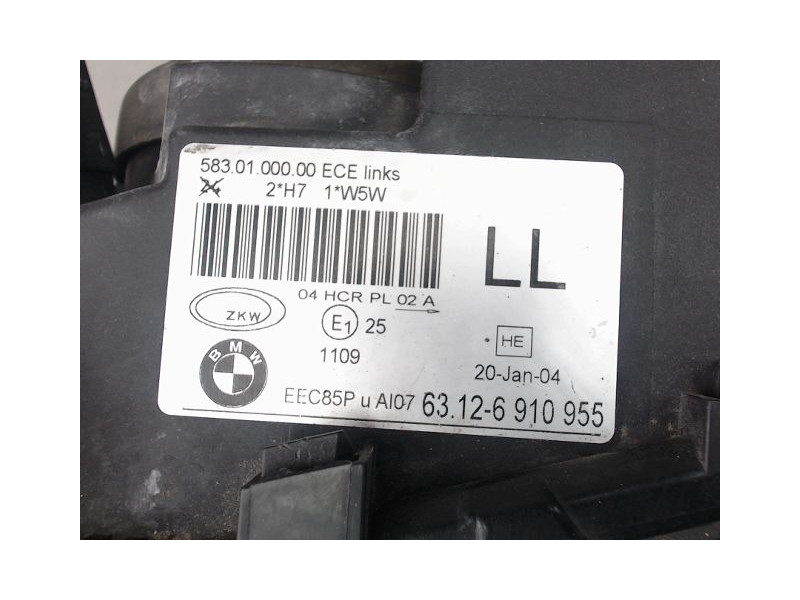 583.01.000.00 ECE links
24 2*H7 1*W5W
LL
04 HCR PL 02 A
ZKW
E1 25
HE
1109
20-Jan-04
BMW
EEC85P u AI07 63.12-6 910 955